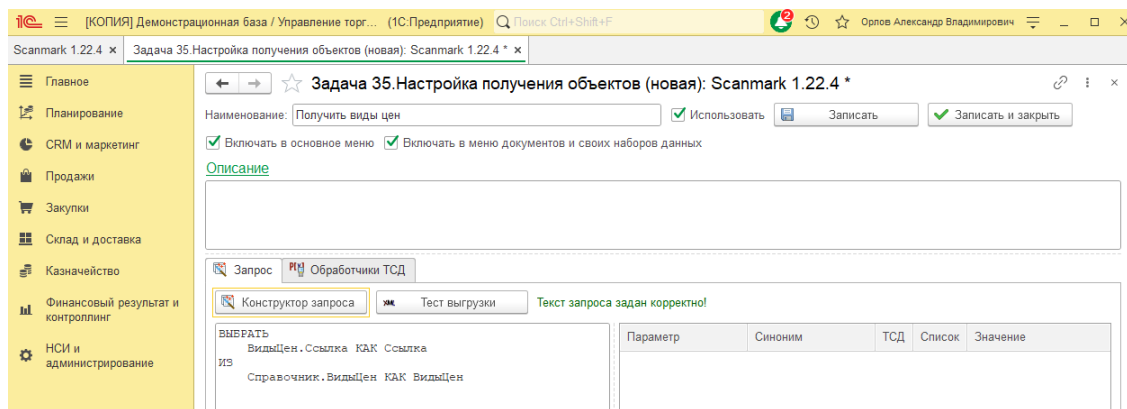 [КОПИЯ] Демонстрационная база / Управление торг... (1С:Предприятие) Поиск Ctrl+Shift+F 2 Орлов Александр Владимирович
Scanmark 1.22.4 × Задача 35.Настройка получения объектов (новая): Scanmark 1.22.4 * ×
Главное
Задача 35.Настройка получения объектов (новая): Scanmark 1.22.4 *
Планирование
Наименование: Получить виды цен Использовать Записать Записать и закрыть
CRM и маркетинг
Включать в основное меню Включать в меню документов и своих наборов данных
Продажи
Описание
Закупки
Склад и доставка
Казначейство
Запрос Обработчики ТСД
Финансовый результат и
контроллинг
Конструктор запроса XML Тест выгрузки Текст запроса задан корректно!
НСИ и
администрирование
ВЫБРАТЬ
ВидыЦен.Ссылка КАК Ссылка
ИЗ
Справочник.ВидыЦен КАК ВидыЦен
Параметр Синоним ТСД Список Значение